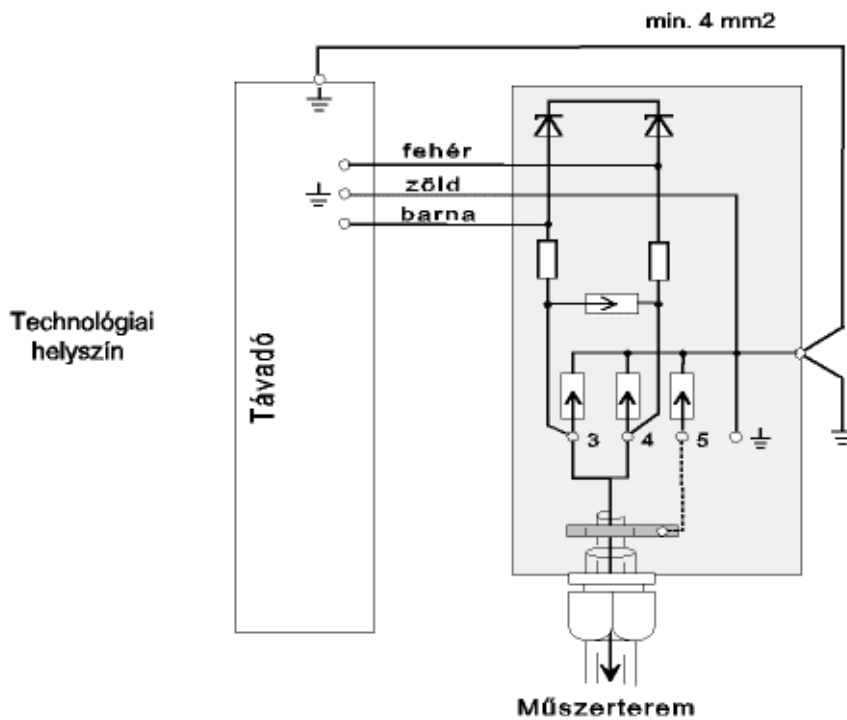 min. 4 mm2
fehér
zöld
barna
Technológiai
helyszín
Távadó
3
4
5
Műszerterem